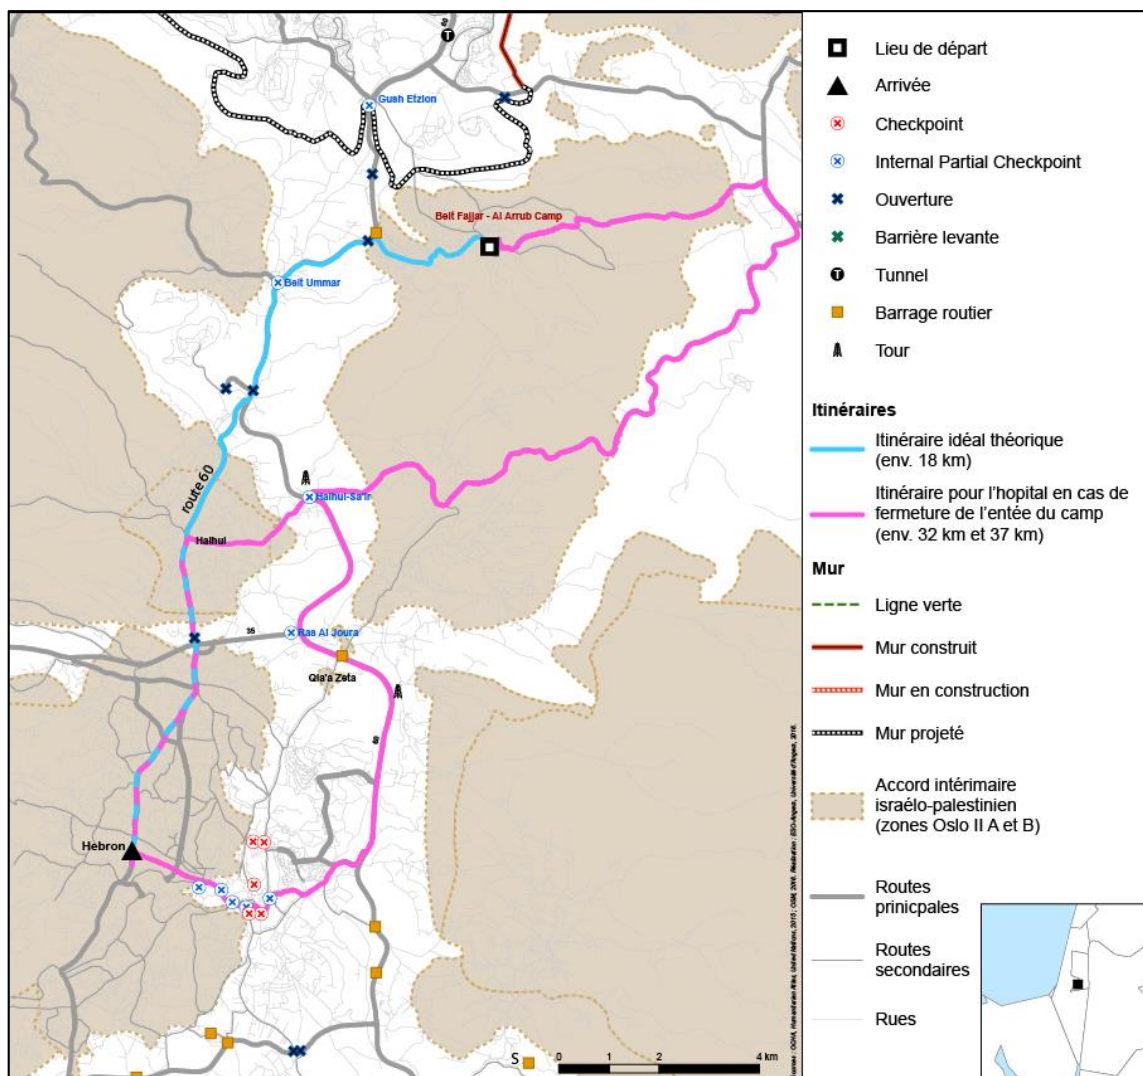 60
T
Gush Etzion
Beit Fajjar - Al Arrub Camp
Beit Ummar
route 60
Halhul-Sa'ir
Halhul
35
Ras Al Joura
Qla'a Zeta
60
Hebron
S
0 1 2 4 km
Lieu de départ
Arrivée
Checkpoint
Internal Partial Checkpoint
Ouverture
Barrière levante
T
Tunnel
Barrage routier
Tour
Itinéraires
Itinéraire idéal théorique
(env. 18 km)
Itinéraire pour l'hopital en cas de
fermeture de l'entée du camp
(env. 32 km et 37 km)
Mur
Ligne verte
Mur construit
Mur en construction
Mur projeté
Accord intérimaire
israélo-palestinien
(zones Oslo II A et B)
Routes
prinicpales
Routes
secondaires
Rues